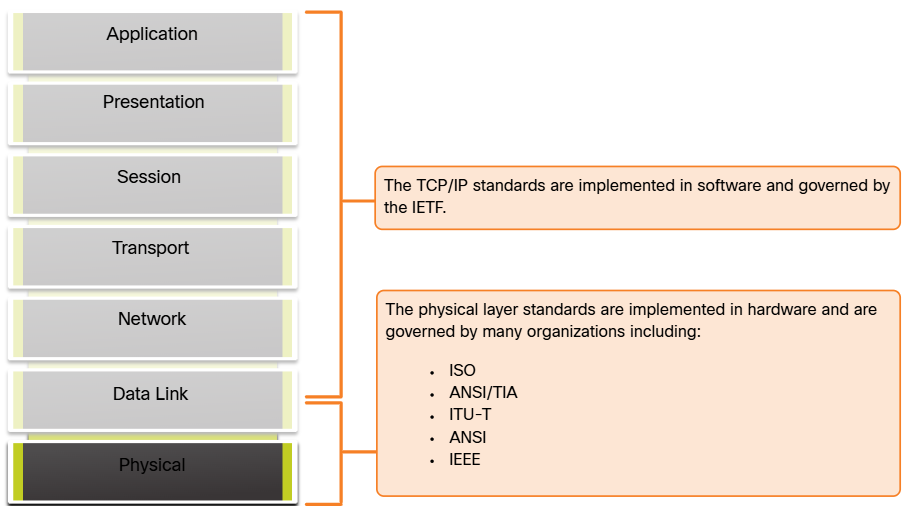 Application
Presentation
Session
Transport
Network
Data Link
Physical
The TCP/IP standards are implemented in software and governed by
the IETF.
The physical layer standards are implemented in hardware and are
governed by many organizations including:
• ISO
• ANSI/TIA
• ITU-T
• ANSI
• IEEE